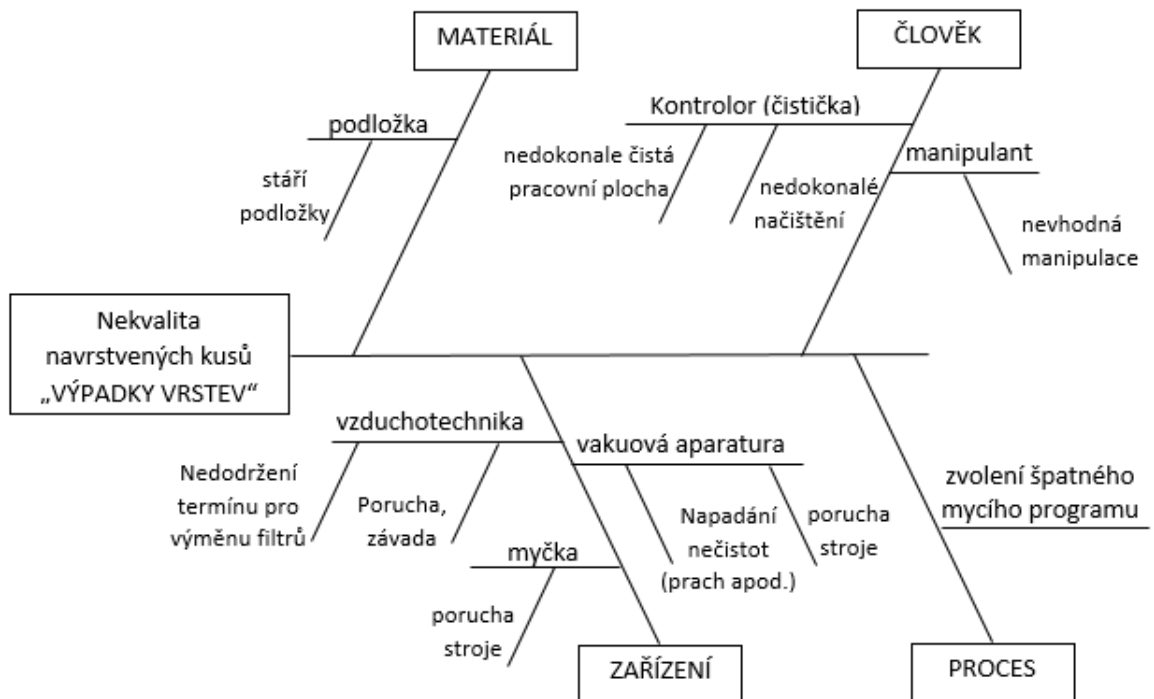 MATERIÁL
ČLOVĚK
podložka
stáří
podložky
Kontrolor (čistička)
nedokonale čistá
pracovní plocha
nedokonalé
načištění
manipulant
nevhodná
manipulace
Nekvalita
navrstvených kusů
„VÝPADKY VRSTEV“
vzduchotechnika
Nedodržení
termínu pro
výměnu filtrů
Porucha,
závada
myčka
porucha
stroje
vakuová aparatura
Napadání
nečistot
(prach apod.)
porucha
stroje
zvolení špatného
mycího programu
ZAŘÍZENÍ
PROCES